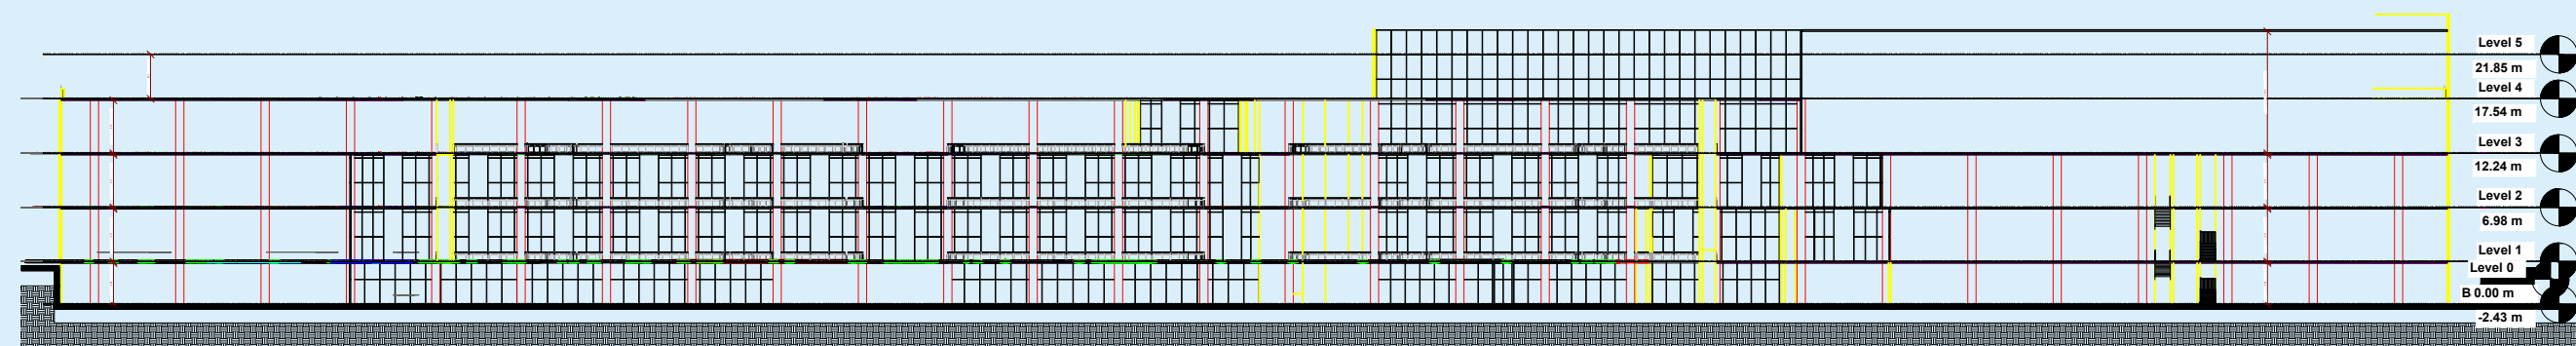 Level 5
21.85 m
Level 4
17.54 m
Level 3
12.24 m
Level 2
6.98 m
Level 1
Level 0
B 0.00 m
-2.43 m